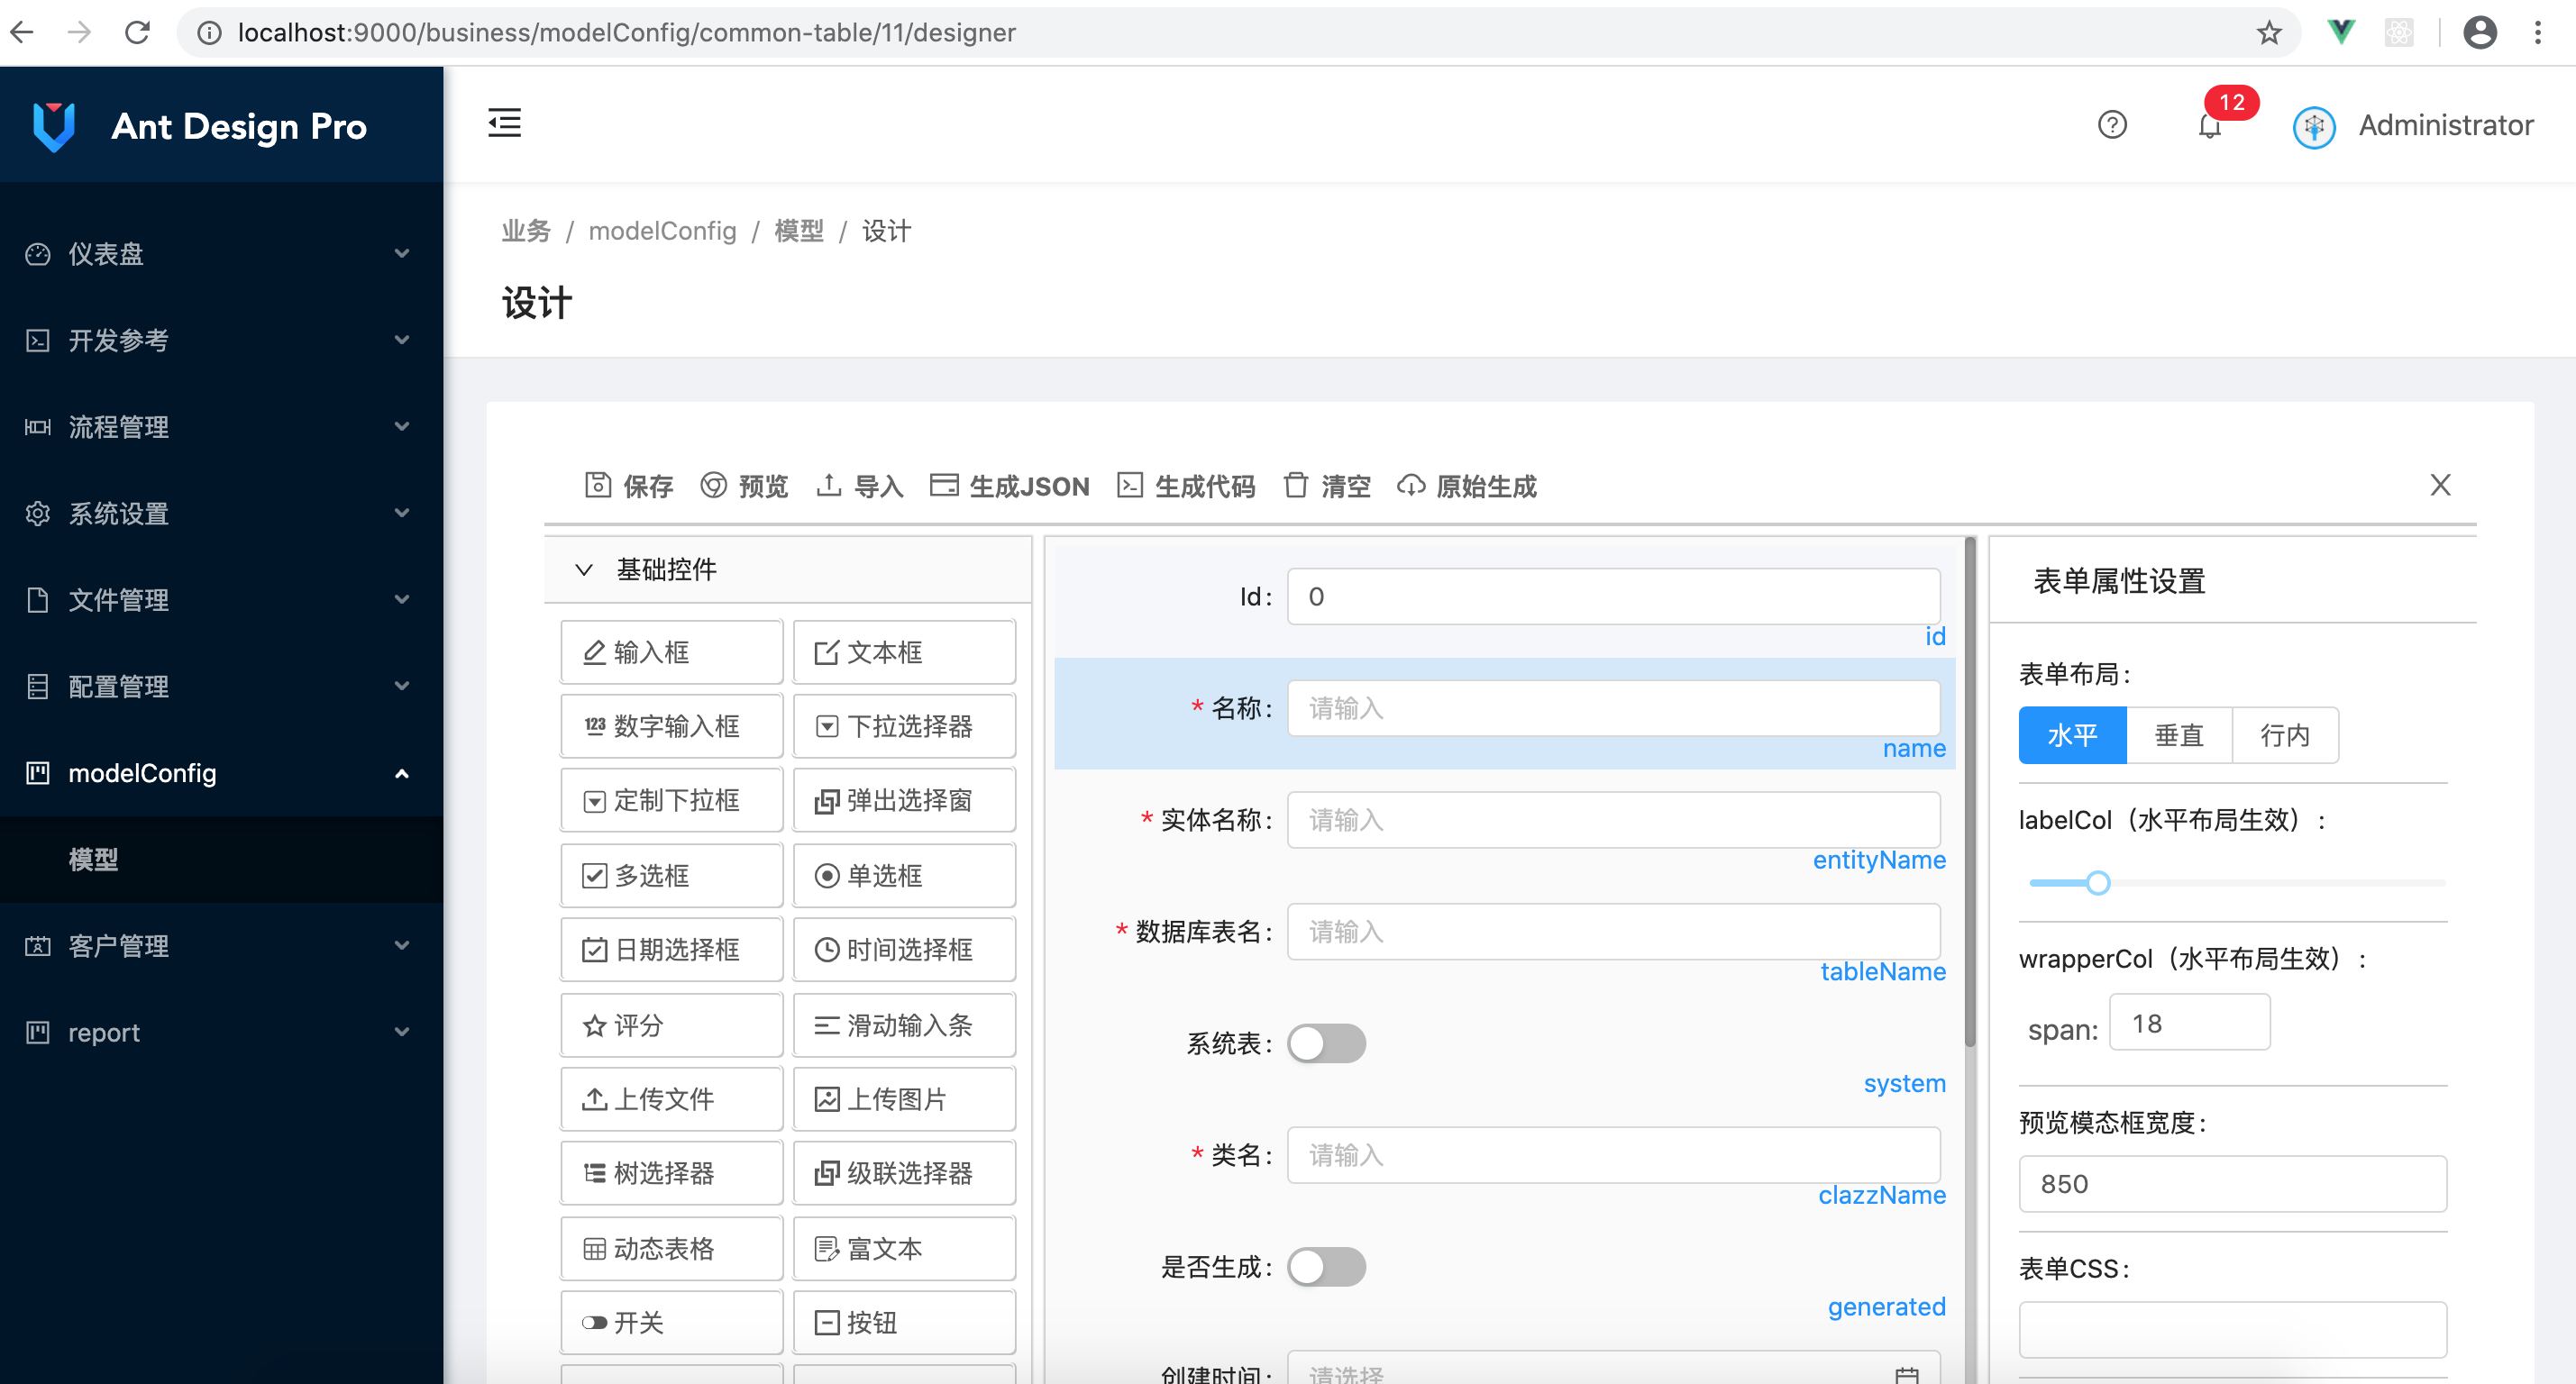 localhost:9000/business/modelConfig/common-table/11/designer
Ant Design Pro
12
Administrator
仪表盘
开发参考
流程管理
系统设置
文件管理
配置管理
modelConfig
模型
客户管理
report
业务 / modelConfig / 模型 / 设计
设计
保存 预览 导入 生成JSON 生成代码 清空 原始生成
基础控件
输入框 文本框
数字输入框 下拉选择器
定制下拉框 弹出选择窗
多选框 单选框
日期选择框 时间选择框
评分 滑动输入条
上传文件 上传图片
树选择器 级联选择器
动态表格 富文本
开关 按钮
Id: 0
id
* 名称: 请输入
name
* 实体名称: 请输入
entityName
* 数据库表名: 请输入
tableName
系统表:
system
* 类名: 请输入
clazzName
是否生成:
generated
创建时间: 请选择
表单属性设置
表单布局:
水平 垂直 行内
labelCol（水平布局生效）:
wrapperCol（水平布局生效）:
span: 18
预览模态框宽度:
850
表单CSS: